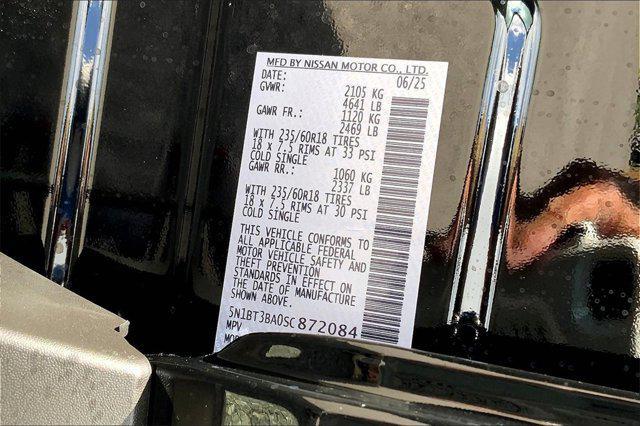 MFD BY NISSAN MOTOR CO., LTD.
DATE: 06/25
GVWR: 2105 KG
4641 LB
GAWR FR.: 1120 KG
2469 LB
WITH 235/60R18 TIRES
18 x 7.5 RIMS AT 33 PSI
COLD SINGLE
GAWR RR.: 1060 KG
2337 LB
WITH 235/60R18 TIRES
18 x 7.5 RIMS AT 30 PSI
COLD SINGLE
THIS VEHICLE CONFORMS TO
ALL APPLICABLE FEDERAL
MOTOR VEHICLE SAFETY AND
THEFT PREVENTION
STANDARDS IN EFFECT ON
THE DATE OF MANUFACTURE
SHOWN ABOVE.
5N1BT3BA0SC872084
MPV